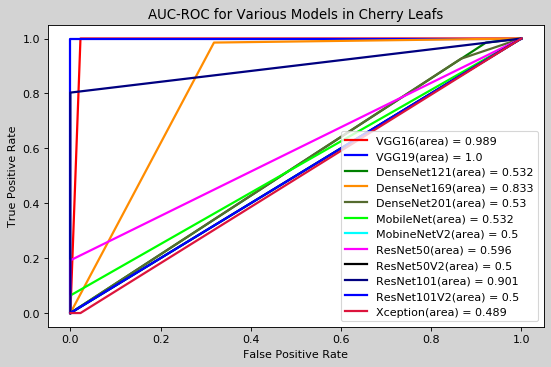 AUC-ROC for Various Models in Cherry Leafs
True Positive Rate
1.0
0.8
0.6
0.4
0.2
0.0
VGG16(area) = 0.989
VGG19(area) = 1.0
DenseNet121(area) = 0.532
DenseNet169(area) = 0.833
DenseNet201(area) = 0.53
MobileNet(area) = 0.532
MobineNetV2(area) = 0.5
ResNet50(area) = 0.596
ResNet50V2(area) = 0.5
ResNet101(area) = 0.901
ResNet101V2(area) = 0.5
Xception(area) = 0.489
0.0 0.2 0.4 0.6 0.8 1.0
False Positive Rate